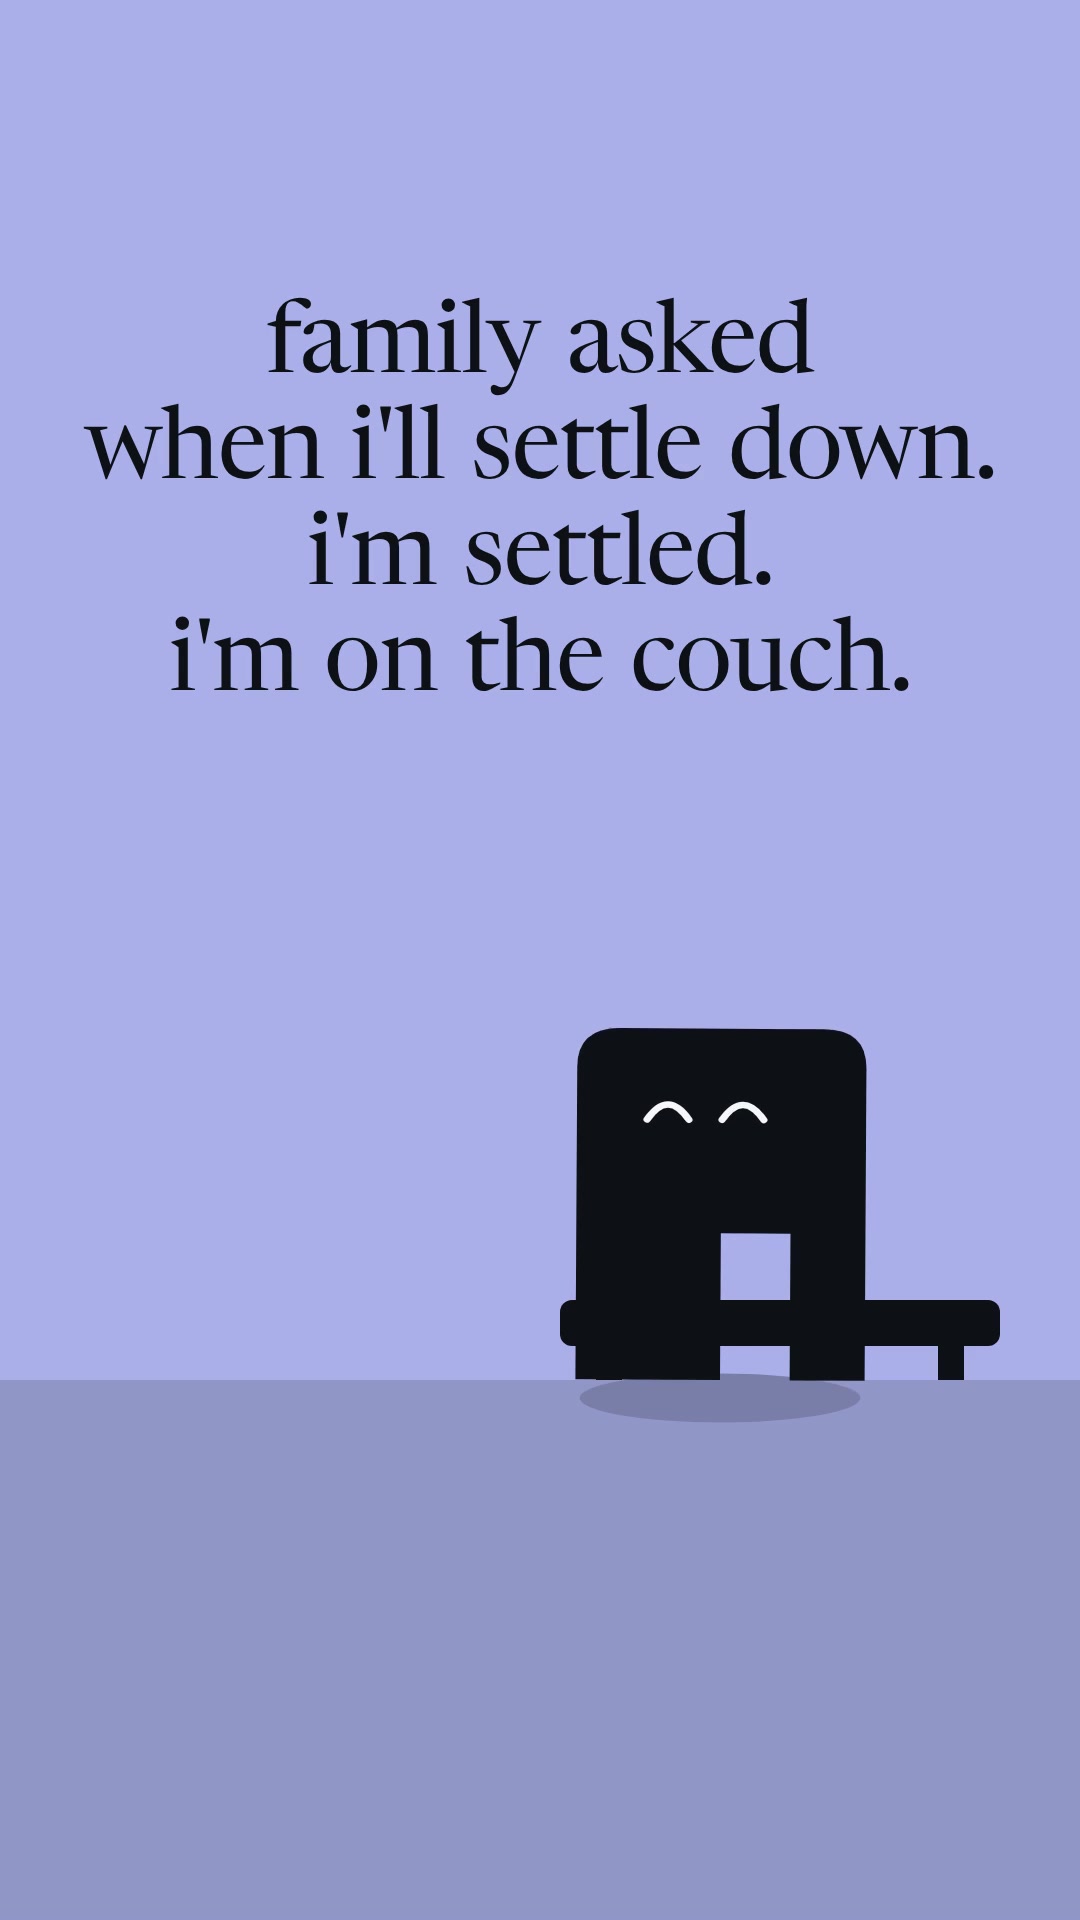 family asked
when i'll settle down.
i'm settled.
i'm on the couch.